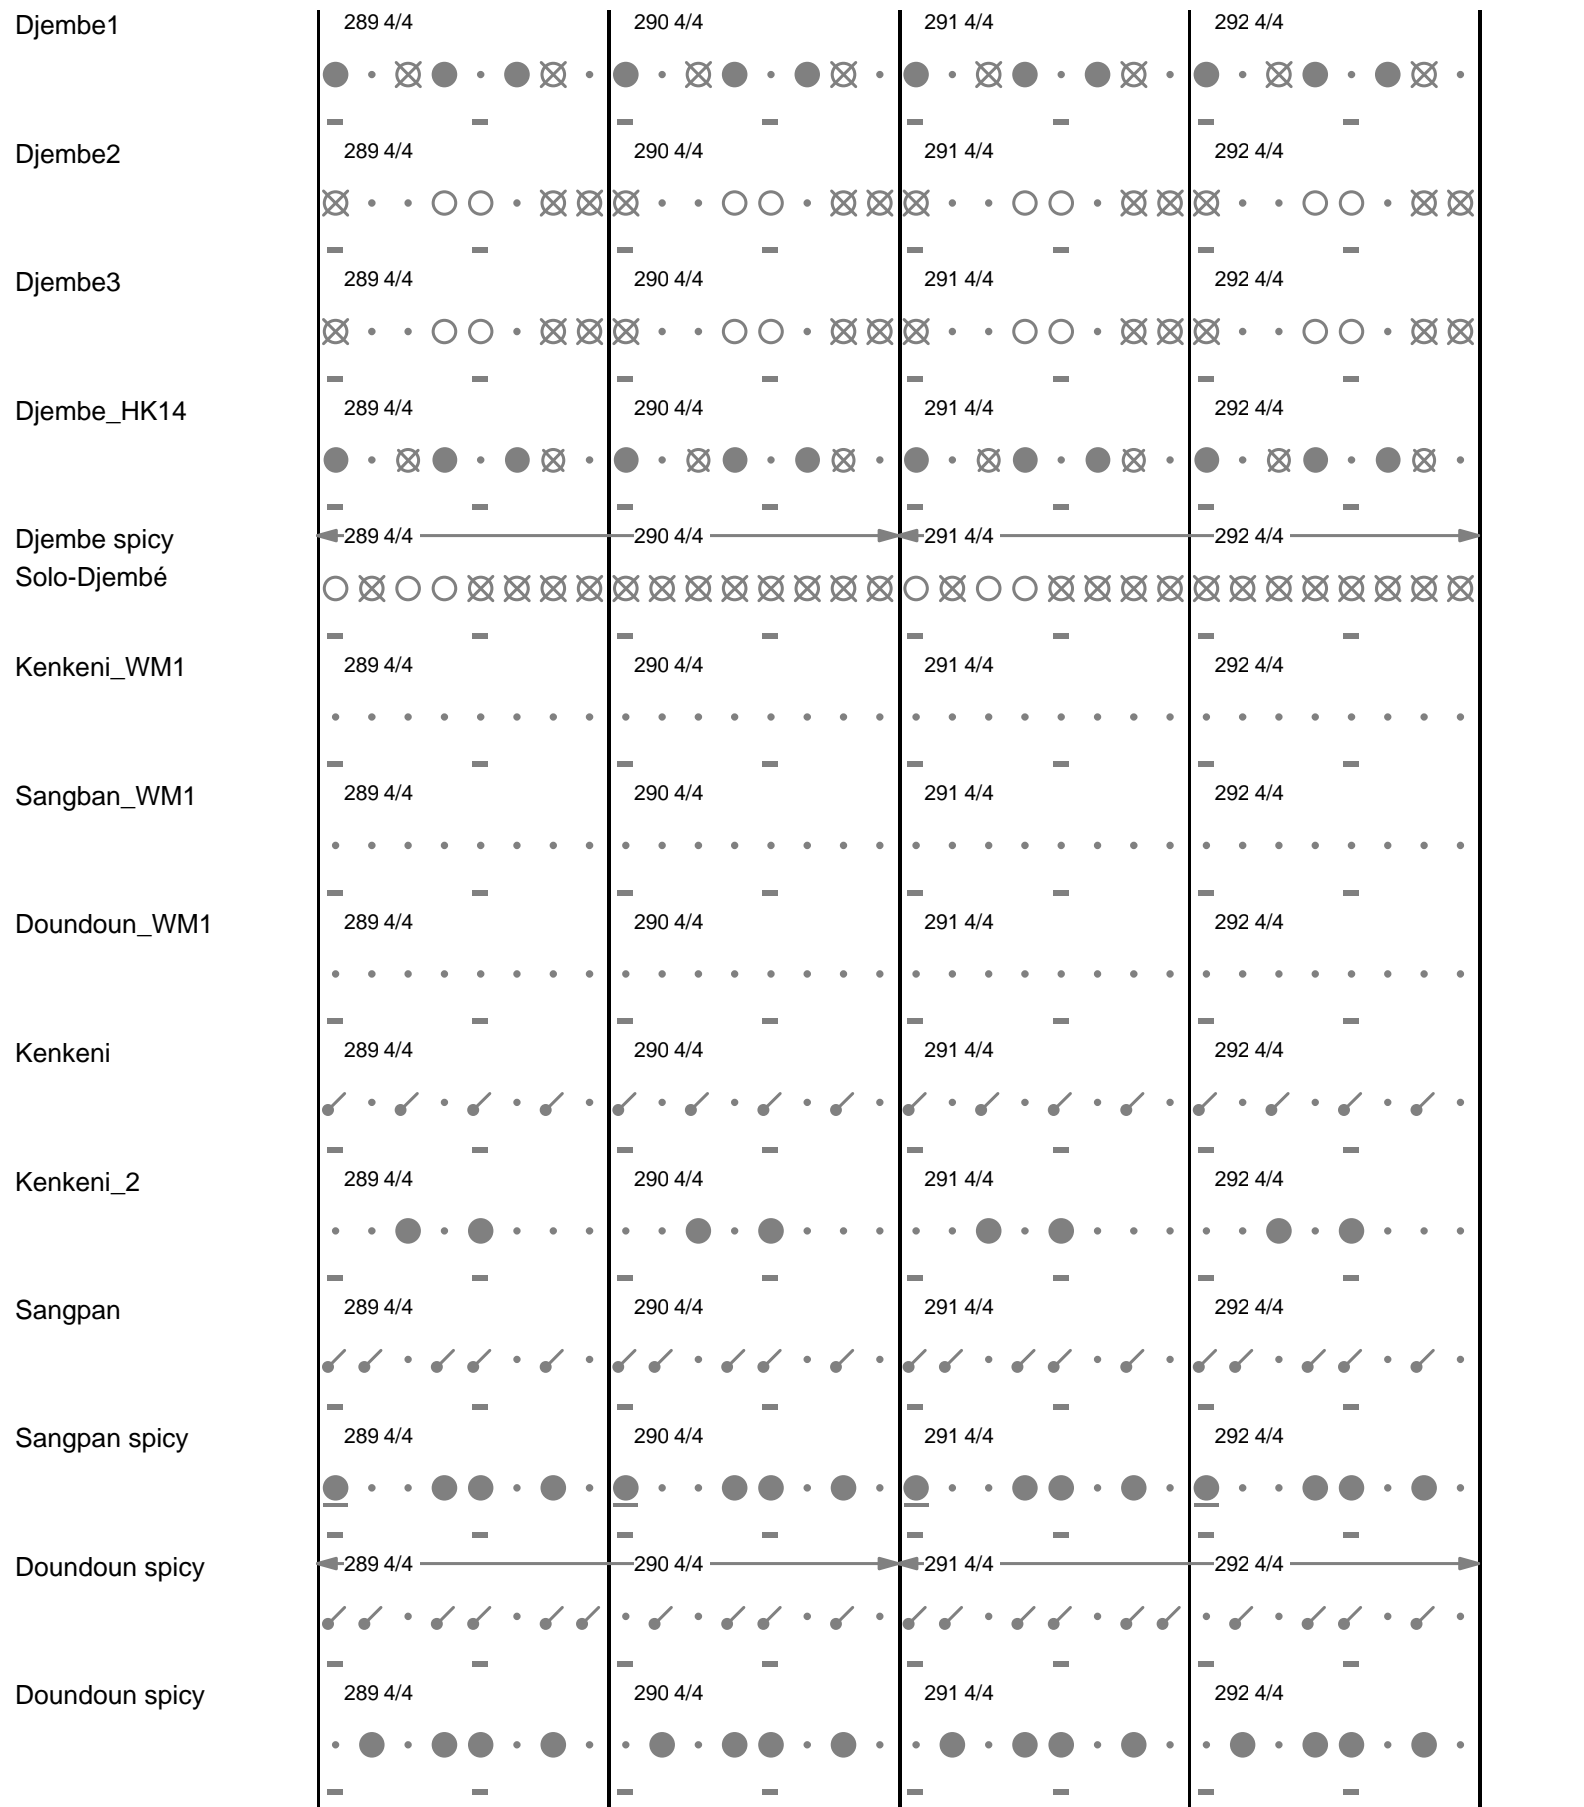 Djembe1 289 4/4 290 4/4 291 4/4 292 4/4
Djembe2 289 4/4 290 4/4 291 4/4 292 4/4
Djembe3 289 4/4 290 4/4 291 4/4 292 4/4
Djembe_HK14 289 4/4 290 4/4 291 4/4 292 4/4
Djembe spicy 289 4/4 290 4/4 291 4/4 292 4/4
Solo-Djembé
Kenkeni_WM1 289 4/4 290 4/4 291 4/4 292 4/4
Sangban_WM1 289 4/4 290 4/4 291 4/4 292 4/4
Doundoun_WM1 289 4/4 290 4/4 291 4/4 292 4/4
Kenkeni 289 4/4 290 4/4 291 4/4 292 4/4
Kenkeni_2 289 4/4 290 4/4 291 4/4 292 4/4
Sangpan 289 4/4 290 4/4 291 4/4 292 4/4
Sangpan spicy 289 4/4 290 4/4 291 4/4 292 4/4
Doundoun spicy 289 4/4 290 4/4 291 4/4 292 4/4
Doundoun spicy 289 4/4 290 4/4 291 4/4 292 4/4